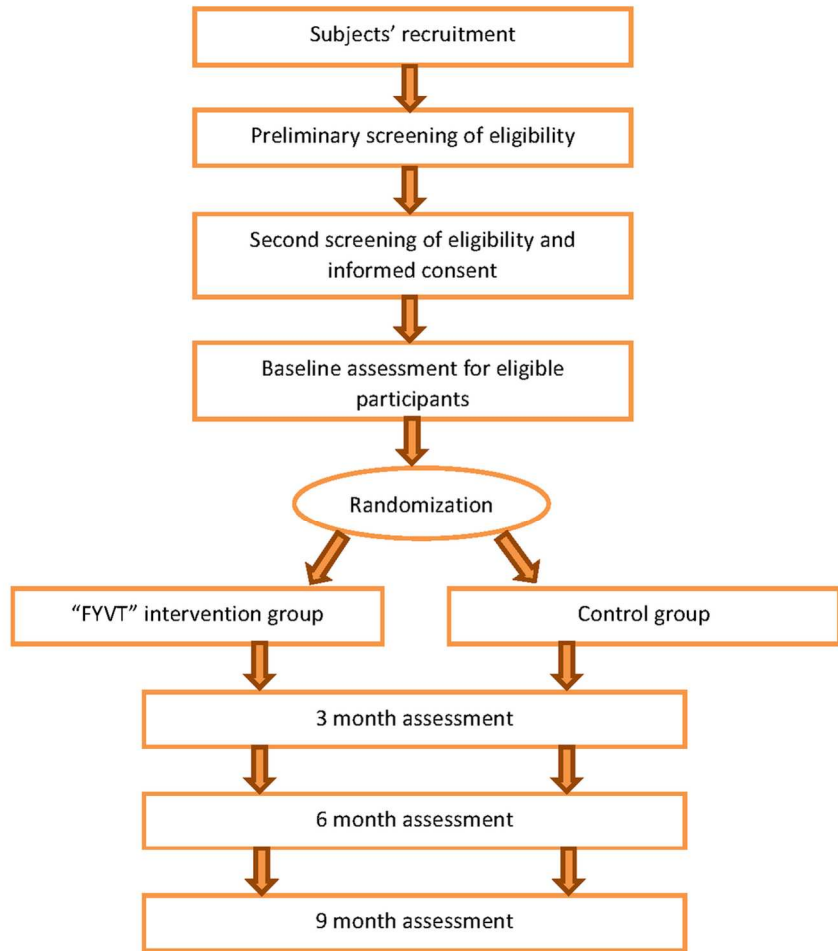 Subjects’ recruitment
Preliminary screening of eligibility
Second screening of eligibility and
informed consent
Baseline assessment for eligible
participants
Randomization
“FYVT” intervention group
Control group
3 month assessment
6 month assessment
9 month assessment